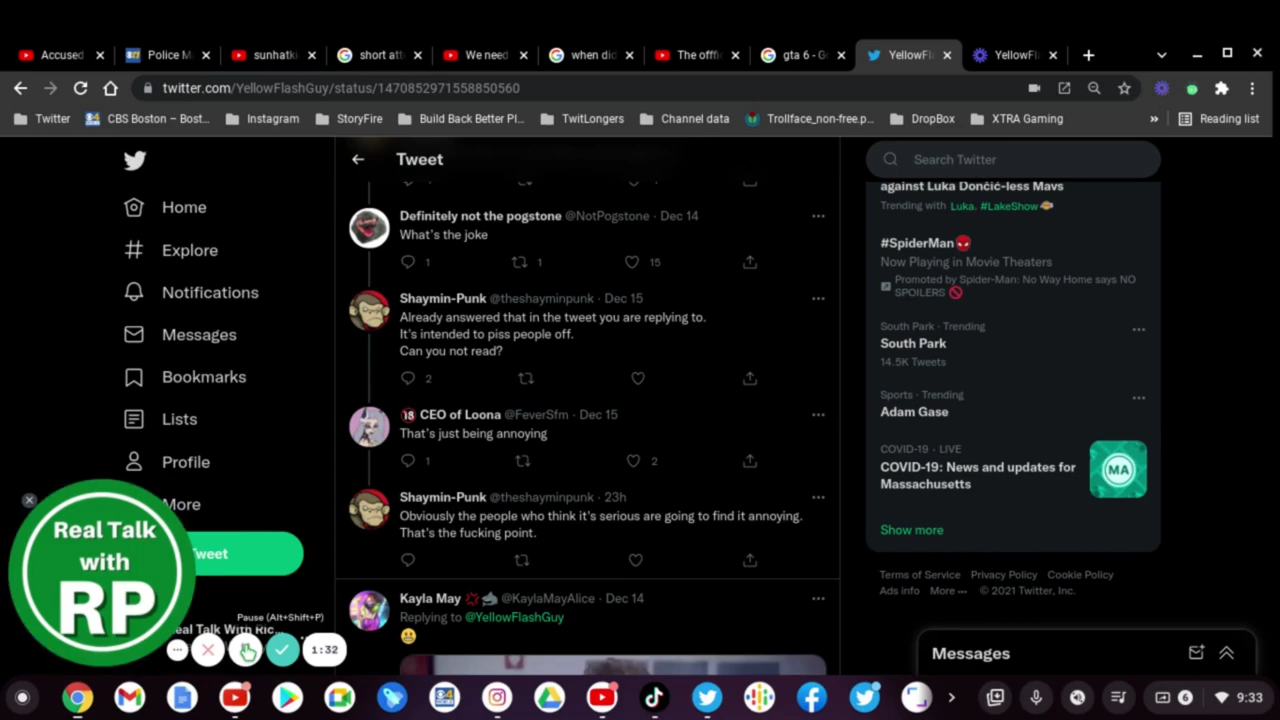 Accused
Police M
sunhatki
short att
We need
when dic
The offfi
gta 6 - G
YellowFl
YellowFl
twitter.com/YellowFlashGuy/status/1470852971558850560
Twitter
CBS Boston – Bost...
Instagram
StoryFire
Build Back Better Pl...
TwitLongers
Channel data
Trollface_non-free.p...
DropBox
XTRA Gaming
»
Reading list
Home
Explore
Notifications
Messages
Bookmarks
Lists
Profile
More
Tweet
Tweet
Definitely not the pogstone @NotPogstone · Dec 14
What's the joke
1 1 15
Shaymin-Punk @theshayminpunk · Dec 15
Already answered that in the tweet you are replying to.
It's intended to piss people off.
Can you not read?
2
🔞 CEO of Loona @FeverSfm · Dec 15
That's just being annoying
1 2
Shaymin-Punk @theshayminpunk · 23h
Obviously the people who think it's serious are going to find it annoying.
That's the fucking point.
Kayla May @KaylaMayAlice · Dec 14
Replying to @YellowFlashGuy
Search Twitter
against Luka Dončić-less Mavs
Trending with Luka, #LakeShow
#SpiderMan
Now Playing in Movie Theaters
Promoted by Spider-Man: No Way Home says NO
SPOILERS
South Park · Trending
South Park
14.5K Tweets
Sports · Trending
Adam Gase
COVID-19 · LIVE
COVID-19: News and updates for
Massachusetts
MA
Show more
Terms of Service Privacy Policy Cookie Policy
Ads info More ··· © 2021 Twitter, Inc.
Messages
Real Talk
with
RP
Pause (Alt+Shift+P)
eal Talk With Ric...
1:32
6
9:33